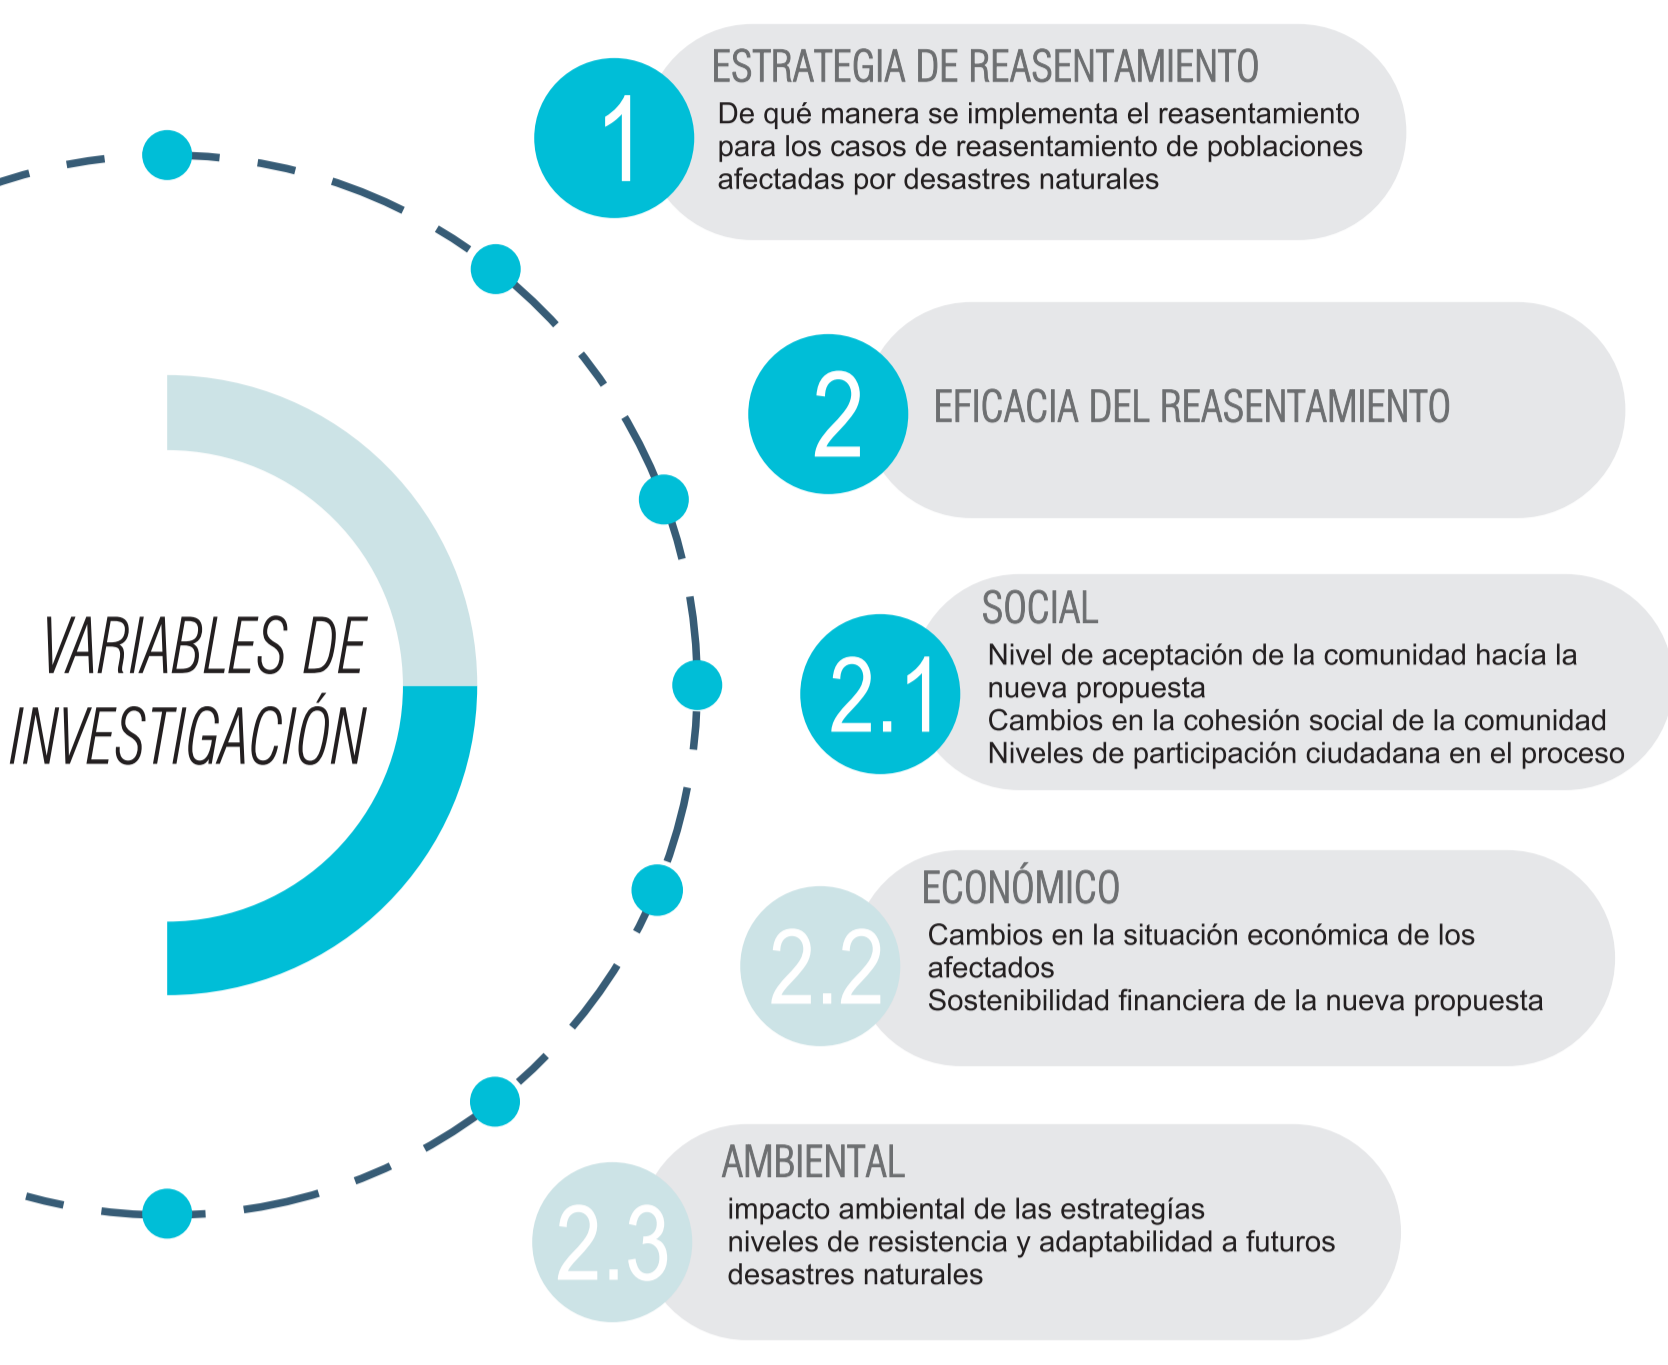 VARIABLES DE
INVESTIGACIÓN
1
ESTRATEGIA DE REASENTAMIENTO
De qué manera se implementa el reasentamiento
para los casos de reasentamiento de poblaciones
afectadas por desastres naturales
2
EFICACIA DEL REASENTAMIENTO
2.1
SOCIAL
Nivel de aceptación de la comunidad hacía la
nueva propuesta
Cambios en la cohesión social de la comunidad
Niveles de participación ciudadana en el proceso
2.2
ECONÓMICO
Cambios en la situación económica de los
afectados
Sostenibilidad financiera de la nueva propuesta
2.3
AMBIENTAL
impacto ambiental de las estrategías
niveles de resistencia y adaptabilidad a futuros
desastres naturales